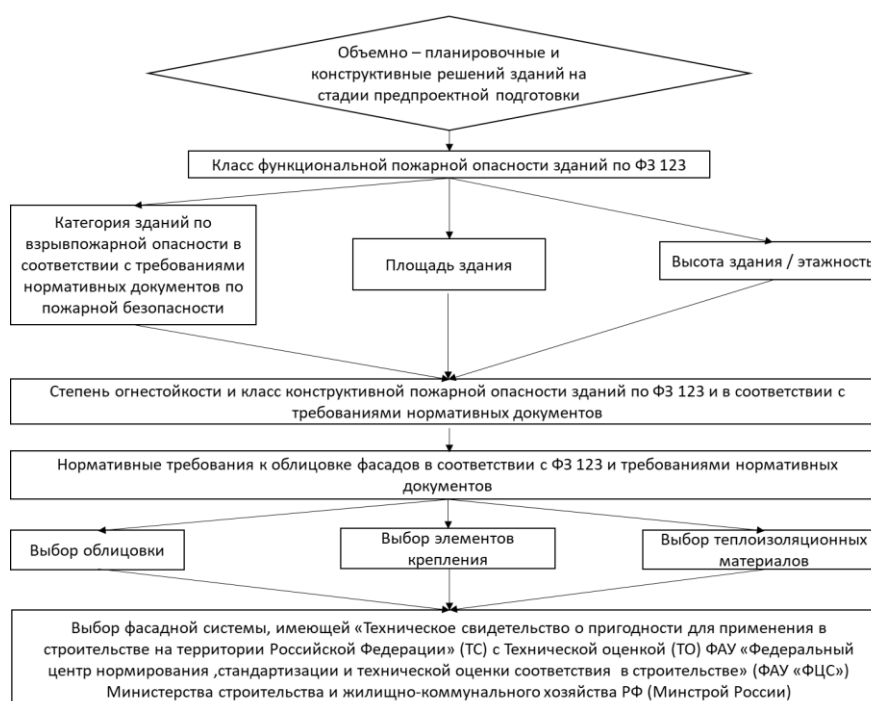 Объемно – планировочные и
конструктивные решений зданий на
стадии предпроектной подготовки
Класс функциональной пожарной опасности зданий по ФЗ 123
Категория зданий по
взрывпожарной опасности в
соответствии с требованиями
нормативных документов по
пожарной безопасности
Площадь здания
Высота здания / этажность
Степень огнестойкости и класс конструктивной пожарной опасности зданий по ФЗ 123 и в соответствии с
требованиями нормативных документов
Нормативные требования к облицовке фасадов в соответствии с ФЗ 123 и требованиями нормативных
документов
Выбор облицовки
Выбор элементов
крепления
Выбор теплоизоляционных
материалов
Выбор фасадной системы, имеющей «Техническое свидетельство о пригодности для применения в
строительстве на территории Российской Федерации» (ТС) с Технической оценкой (ТО) ФАУ «Федеральный
центр нормирования ,стандартизации и технической оценки соответствия в строительстве» (ФАУ «ФЦС»)
Министерства строительства и жилищно-коммунального хозяйства РФ (Минстрой России)